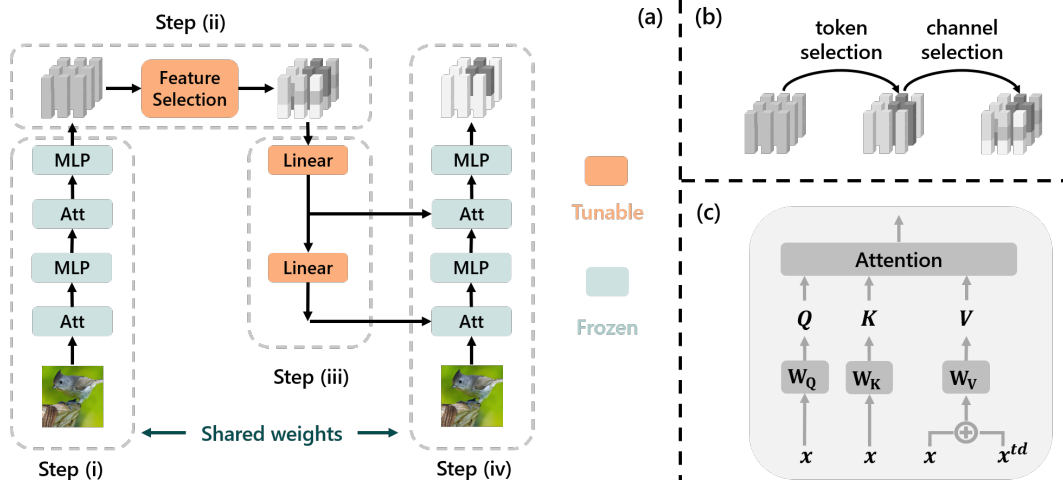 Step (ii)
(a)
Feature
Selection
MLP
Att
MLP
Att
Step (i)
Linear
Linear
Step (iii)
MLP
Att
MLP
Att
Step (iv)
Shared weights
Tunable
Frozen
(b)
token
selection
channel
selection
(c)
Attention
Q K V
W_Q W_K W_V
x x x x^{td}